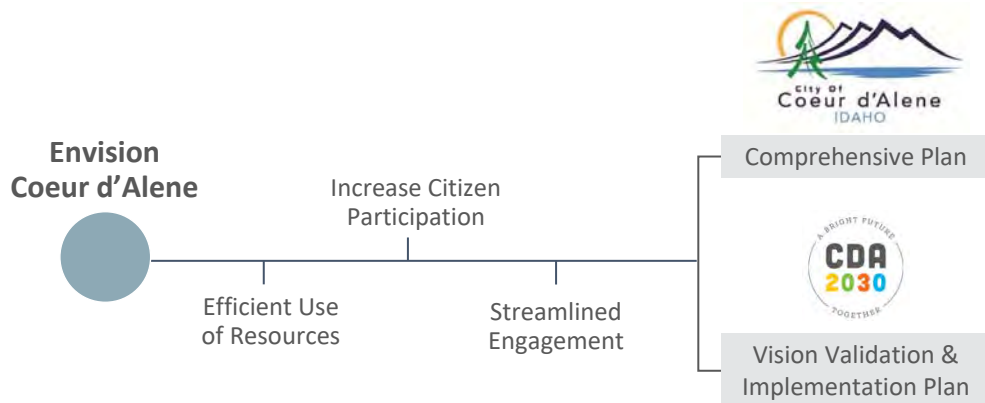 City of
Coeur d'Alene
IDAHO
Envision
Coeur d’Alene
Increase Citizen
Participation
Efficient Use
of Resources
Streamlined
Engagement
Comprehensive Plan
A BRIGHT FUTURE
CDA
2030
TOGETHER
Vision Validation &
Implementation Plan